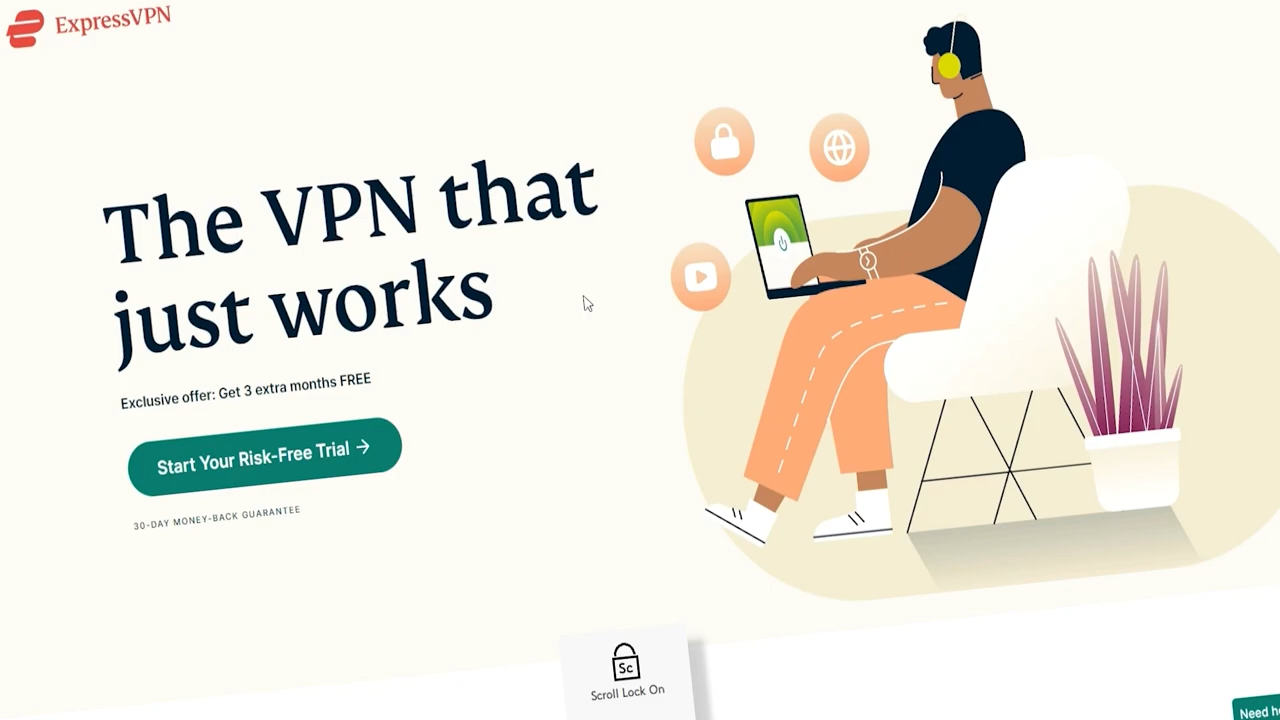 ExpressVPN
The VPN that
just works
Exclusive offer: Get 3 extra months FREE
Start Your Risk-Free Trial →
30-DAY MONEY-BACK GUARANTEE
Sc
Scroll Lock On
Need